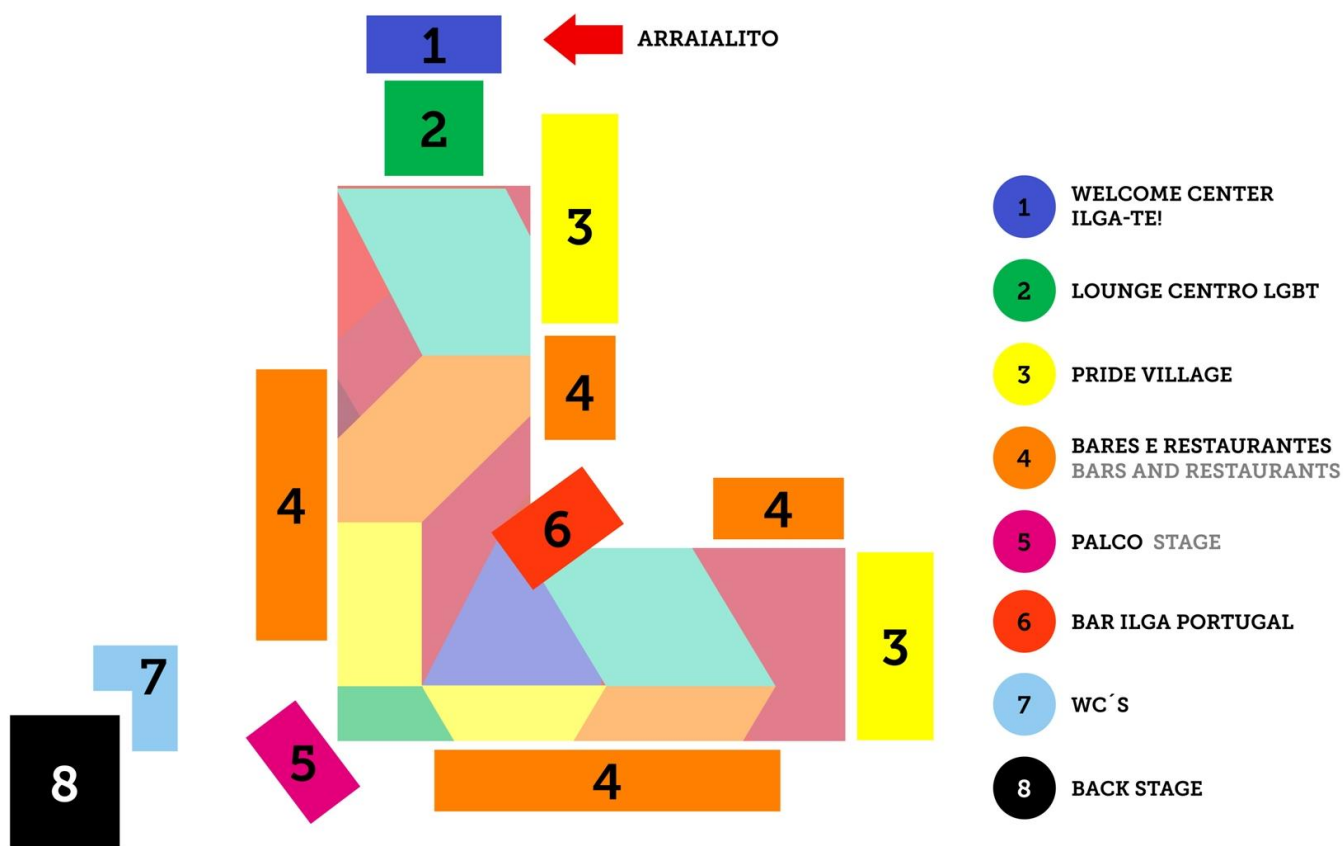 1
ARRAIALITO
2
3
4
4
4
6
3
7
5
4
8
1 WELCOME CENTER
ILGA-TE!
2 LOUNGE CENTRO LGBT
3 PRIDE VILLAGE
4 BARES E RESTAURANTES
BARS AND RESTAURANTS
5 PALCO STAGE
6 BAR ILGA PORTUGAL
7 WC´S
8 BACK STAGE